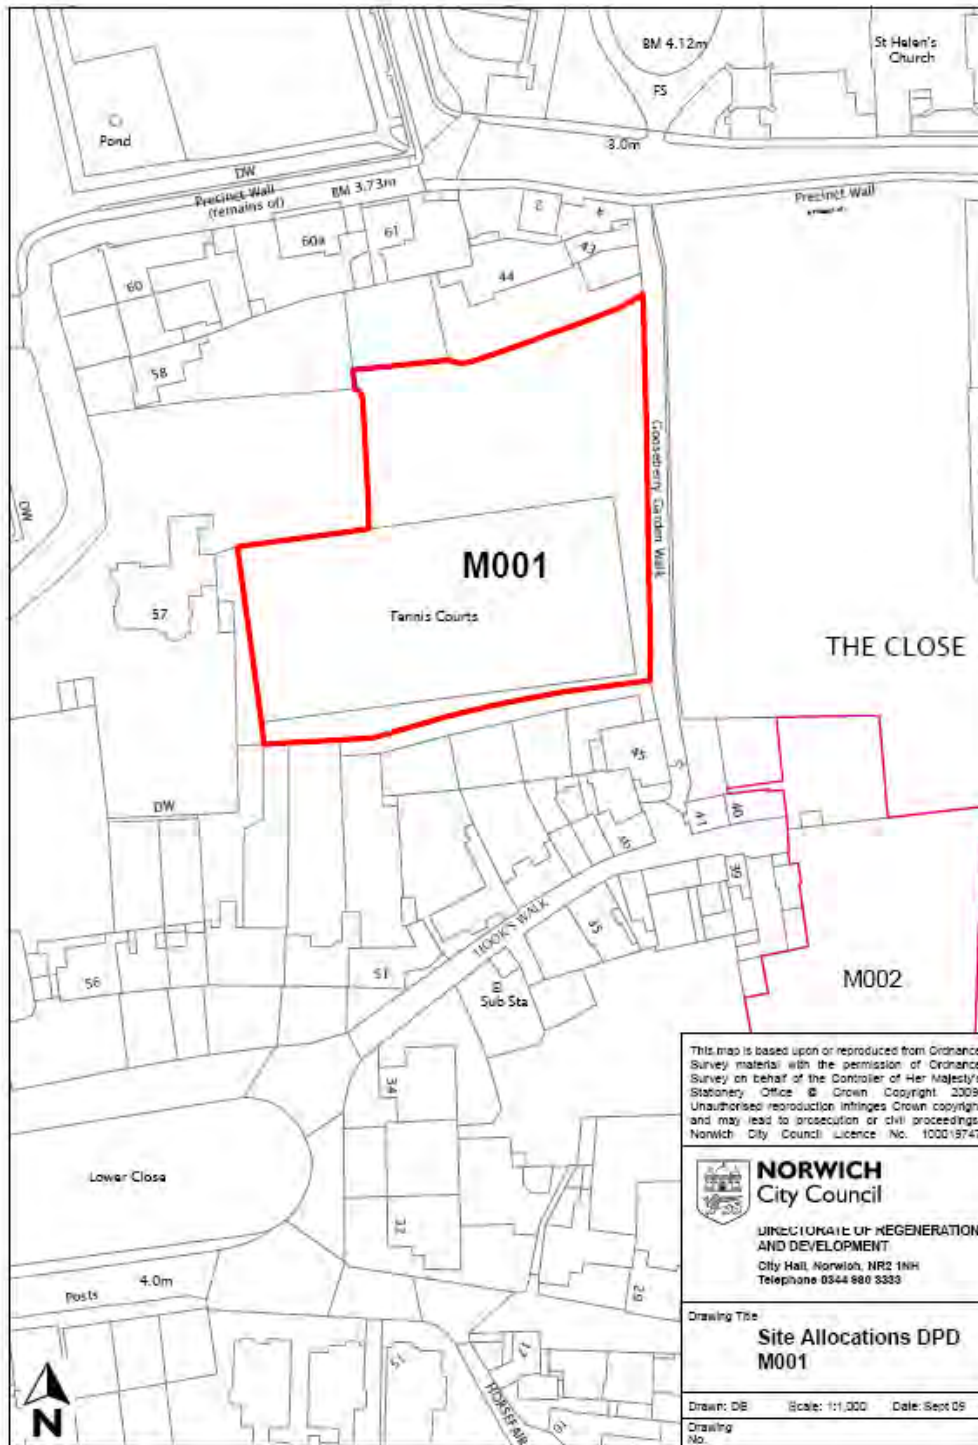 BM 4.12m
St Helen's
Church
FS
Pond
3.0m
DW
Precinct Wall
(remains of)
BM 3.73m
Precinct Wall
2
4
60a
61
43
44
60
58
Gooseberry Garden Walk
DW
M001
57
Tennis Courts
THE CLOSE
45
DW
41
40
46
39
HOOK'S WALK
35
51
56
El
Sub Sta
M002
34
Lower Close
32
4.0m
Posts
29
15
HORSEFAIR
This map is based upon or reproduced from Ordnance
Survey material with the permission of Ordnance
Survey on behalf of the Controller of Her Majesty's
Stationery Office © Crown Copyright 2009
Unauthorised reproduction infringes Crown copyright
and may lead to prosecution or civil proceedings
Norwich City Council Licence No. 100019747
NORWICH
City Council
DIRECTORATE OF REGENERATION
AND DEVELOPMENT
City Hall, Norwich, NR2 1NH
Telephone 0344 980 3333
Drawing Title
Site Allocations DPD
M001
Drawn: DB Scale: 1:1,000 Date: Sept 09
Drawing
No.
N